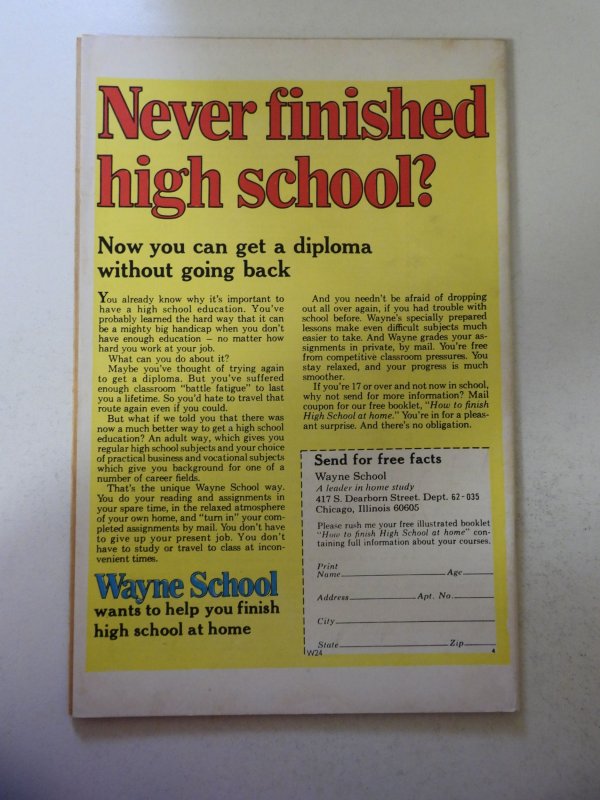 Never finished
high school?
Now you can get a diploma
without going back
You already know why it's important to
have a high school education. You've
probably learned the hard way that it can
be a mighty big handicap when you don't
have enough education – no matter how
hard you work at your job.
What can you do about it?
Maybe you've thought of trying again
to get a diploma. But you've suffered
enough classroom "battle fatigue" to last
you a lifetime. So you'd hate to travel that
route again even if you could.
But what if we told you that there was
now a much better way to get a high school
education? An adult way, which gives you
regular high school subjects and your choice
of practical business and vocational subjects
which give you background for one of a
number of career fields.
That's the unique Wayne School way.
You do your reading and assignments in
your spare time, in the relaxed atmosphere
of your own home, and "turn in" your com-
pleted assignments by mail. You don't have
to give up your present job. You don't
have to study or travel to class at incon-
venient times.
Wayne School
wants to help you finish
high school at home
And you needn't be afraid of dropping
out all over again, if you had trouble with
school before. Wayne's specially prepared
lessons make even difficult subjects much
easier to take. And Wayne grades your as-
signments in private, by mail. You're free
from competitive classroom pressures. You
stay relaxed, and your progress is much
smoother.
If you're 17 or over and not now in school,
why not send for more information? Mail
coupon for our free booklet, "How to finish
High School at home." You're in for a pleas-
ant surprise. And there's no obligation.
Send for free facts
Wayne School
A leader in home study
417 S. Dearborn Street. Dept. 62-035
Chicago, Illinois 60605
Please rush me your free illustrated booklet
"How to finish High School at home" con-
taining full information about your courses.
Print
Name Age
Address Apt. No.
City
State Zip
W24 4